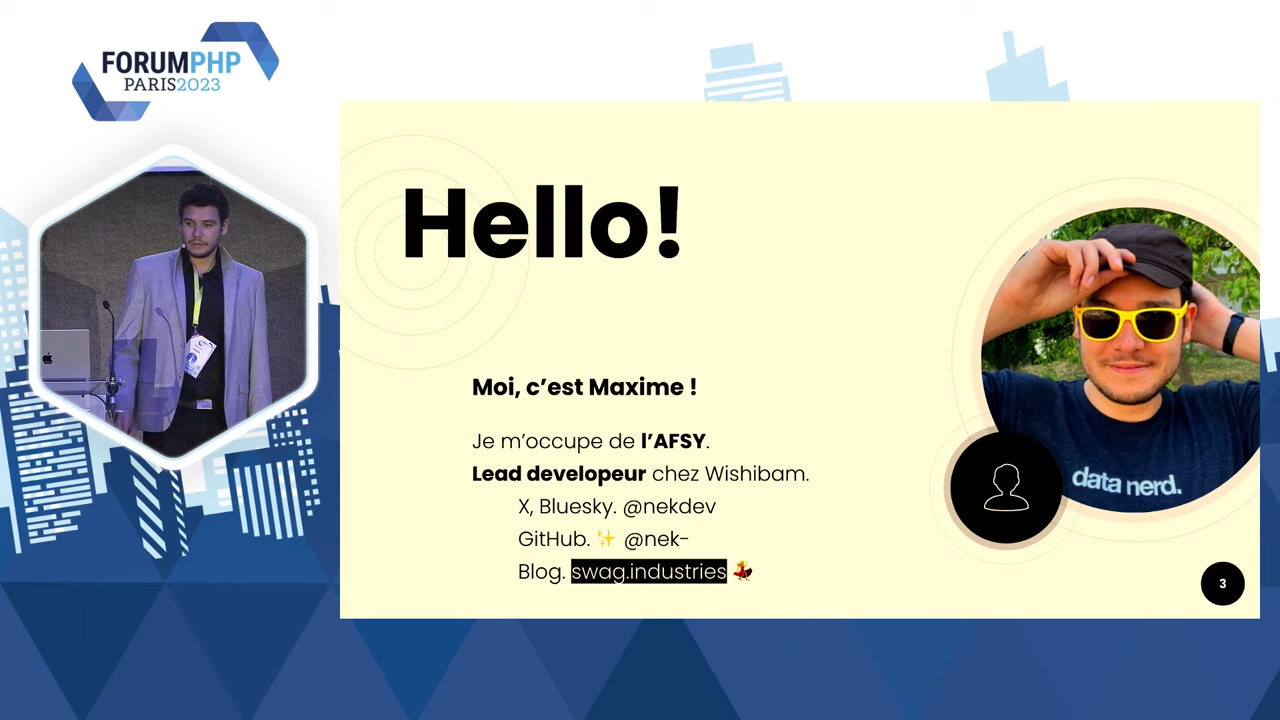 FORUMPHP
PARIS2023
Hello!
Moi, c’est Maxime !
Je m’occupe de l’AFSY.
Lead developeur chez Wishibam.
X, Bluesky. @nekdev
GitHub. ✨ @nek-
Blog. swag.industries 💃
data nerd.
3